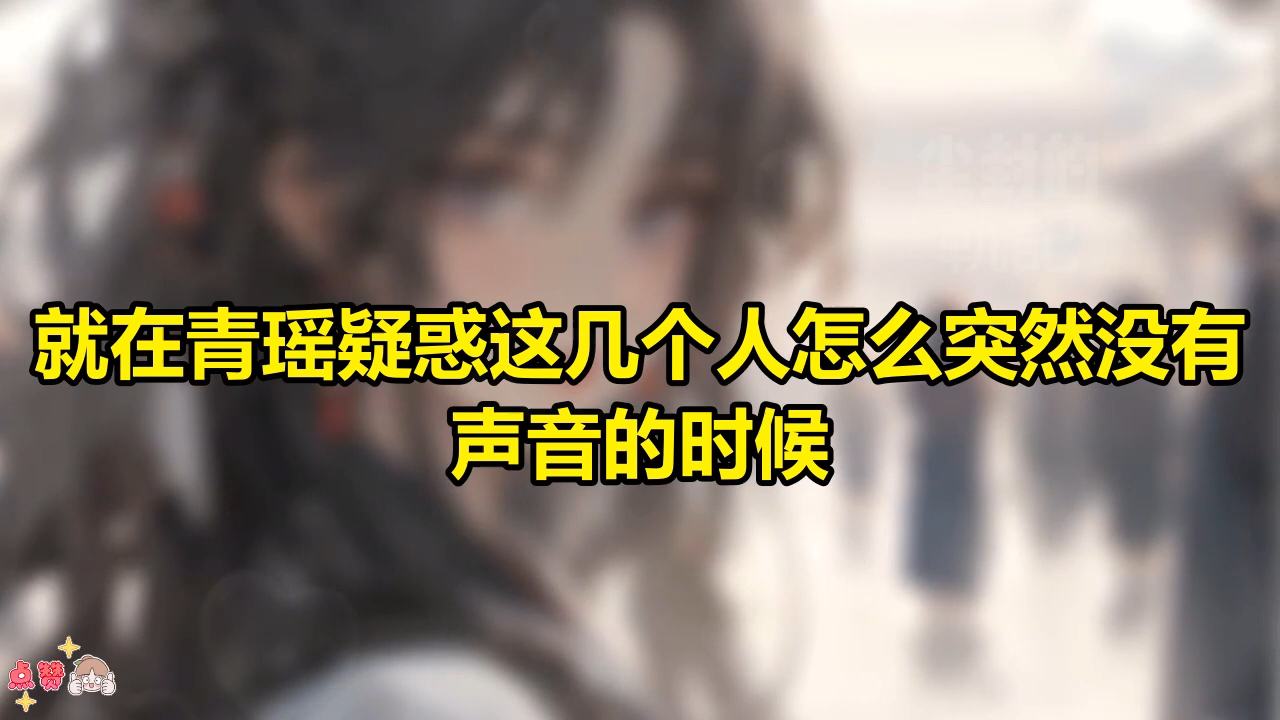 就在青瑶疑惑这几个人怎么突然没有
声音的时候
点赞